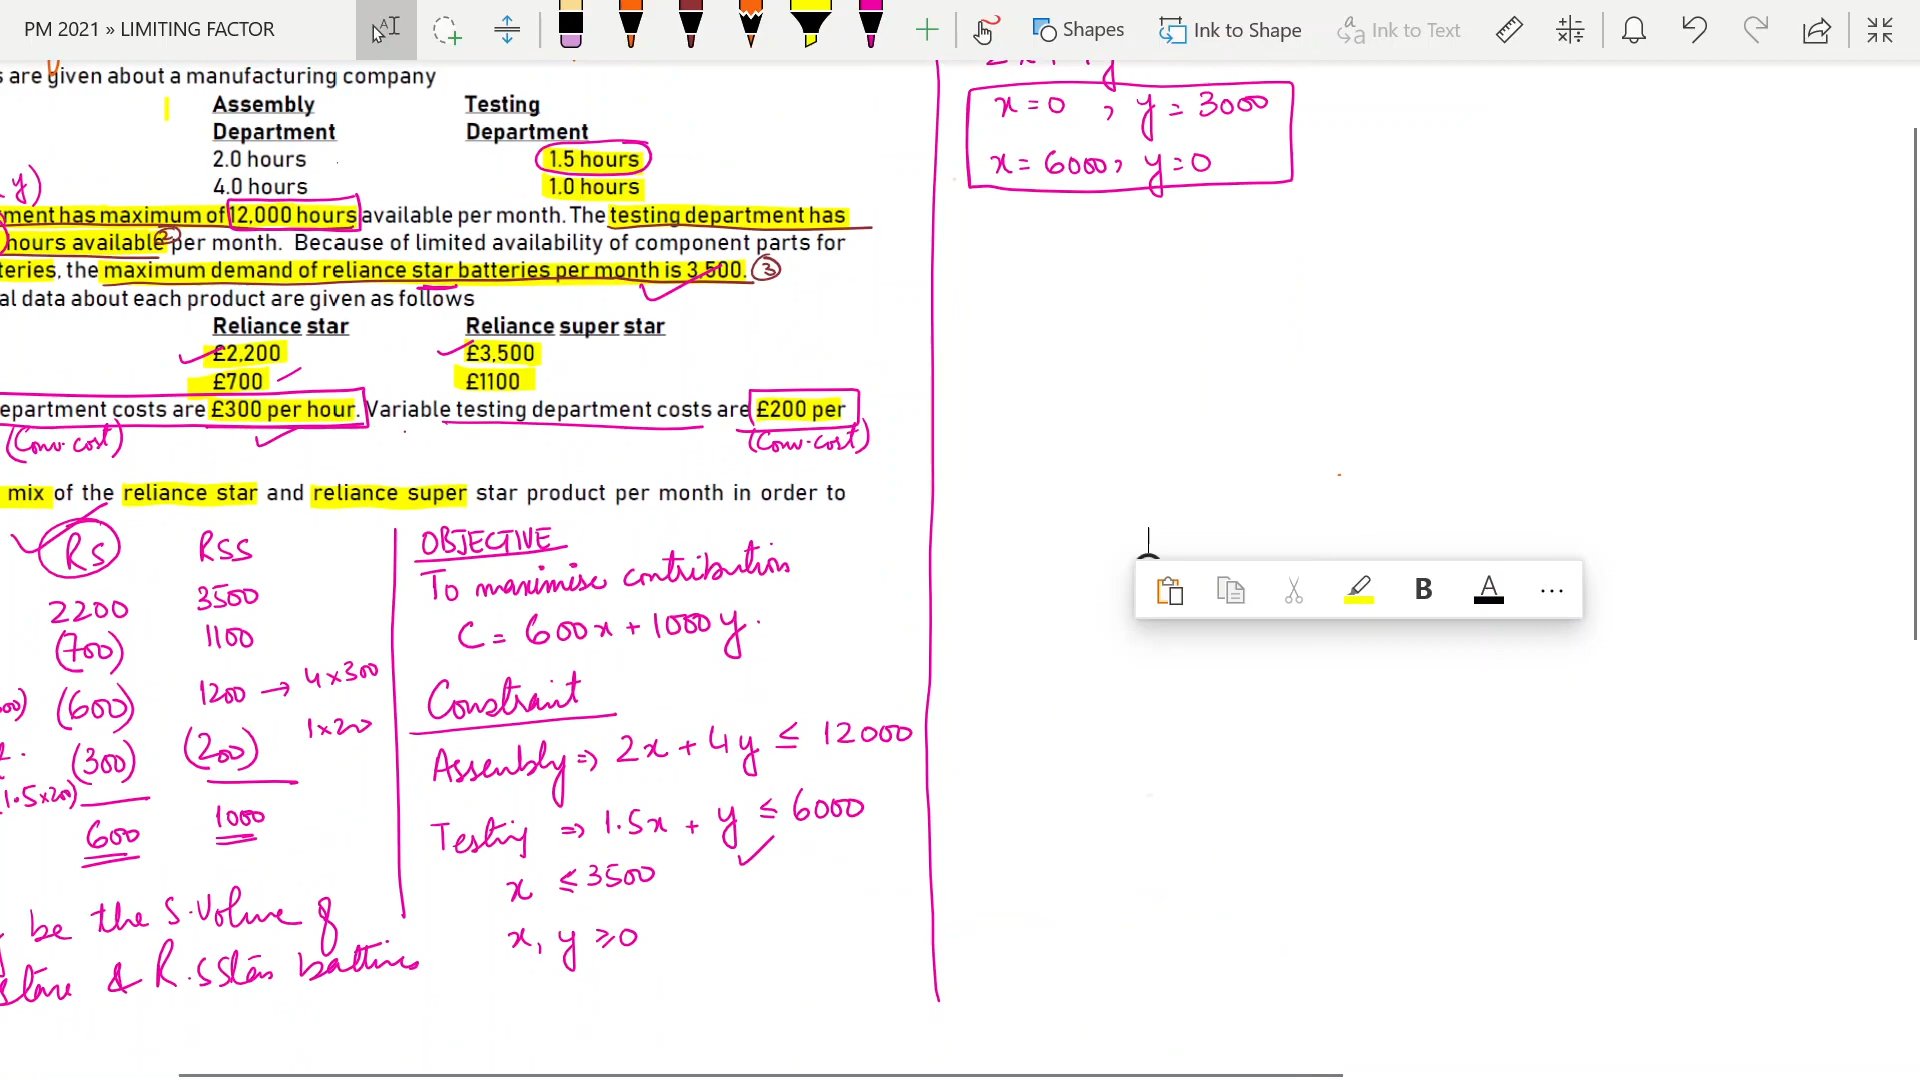 PM 2021 » LIMITING FACTOR
Shapes
Ink to Shape
Ink to Text
s are given about a manufacturing company
Assembly Testing
Department Department
2.0 hours 1.5 hours
4.0 hours 1.0 hours
y)
ment has maximum of 12,000 hours available per month. The testing department has
hours available ② per month. Because of limited availability of component parts for
teries, the maximum demand of reliance star batteries per month is 3,500. ③
al data about each product are given as follows
Reliance star Reliance super star
£2,200 £3,500
£700 £1100
epartment costs are £300 per hour. Variable testing department costs are £200 per
(Conv.cost) (Conv.cost)
mix of the reliance star and reliance super star product per month in order to
RS RSS
2200 3500
(700) 1100
(600) 1200 → 4x300
(300) (200) 1x200
1.5x200)
600 1000
be the S.Volume of
& R.S
OBJECTIVE
To maximise contribution
C = 600x + 1000y.
Constraint
Assembly => 2x + 4y ≤ 12000
Testing => 1.5x + y ≤ 6000
x ≤ 3500
x, y ≥ 0
x = 0 , y = 3000
x = 6000, y = 0
B A ...